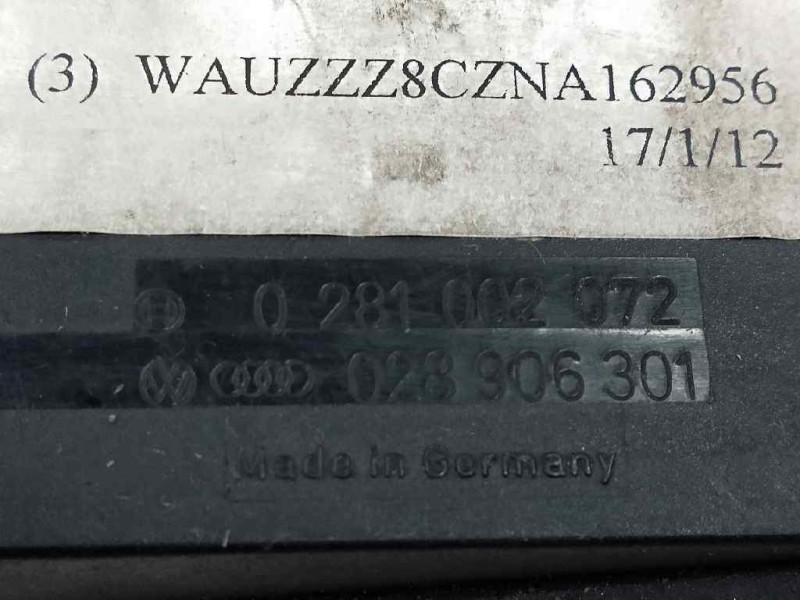 (3) WAUZZZ8CZNA162956
17/1/12
0 281 002 072
028 906 301
Made in Germany